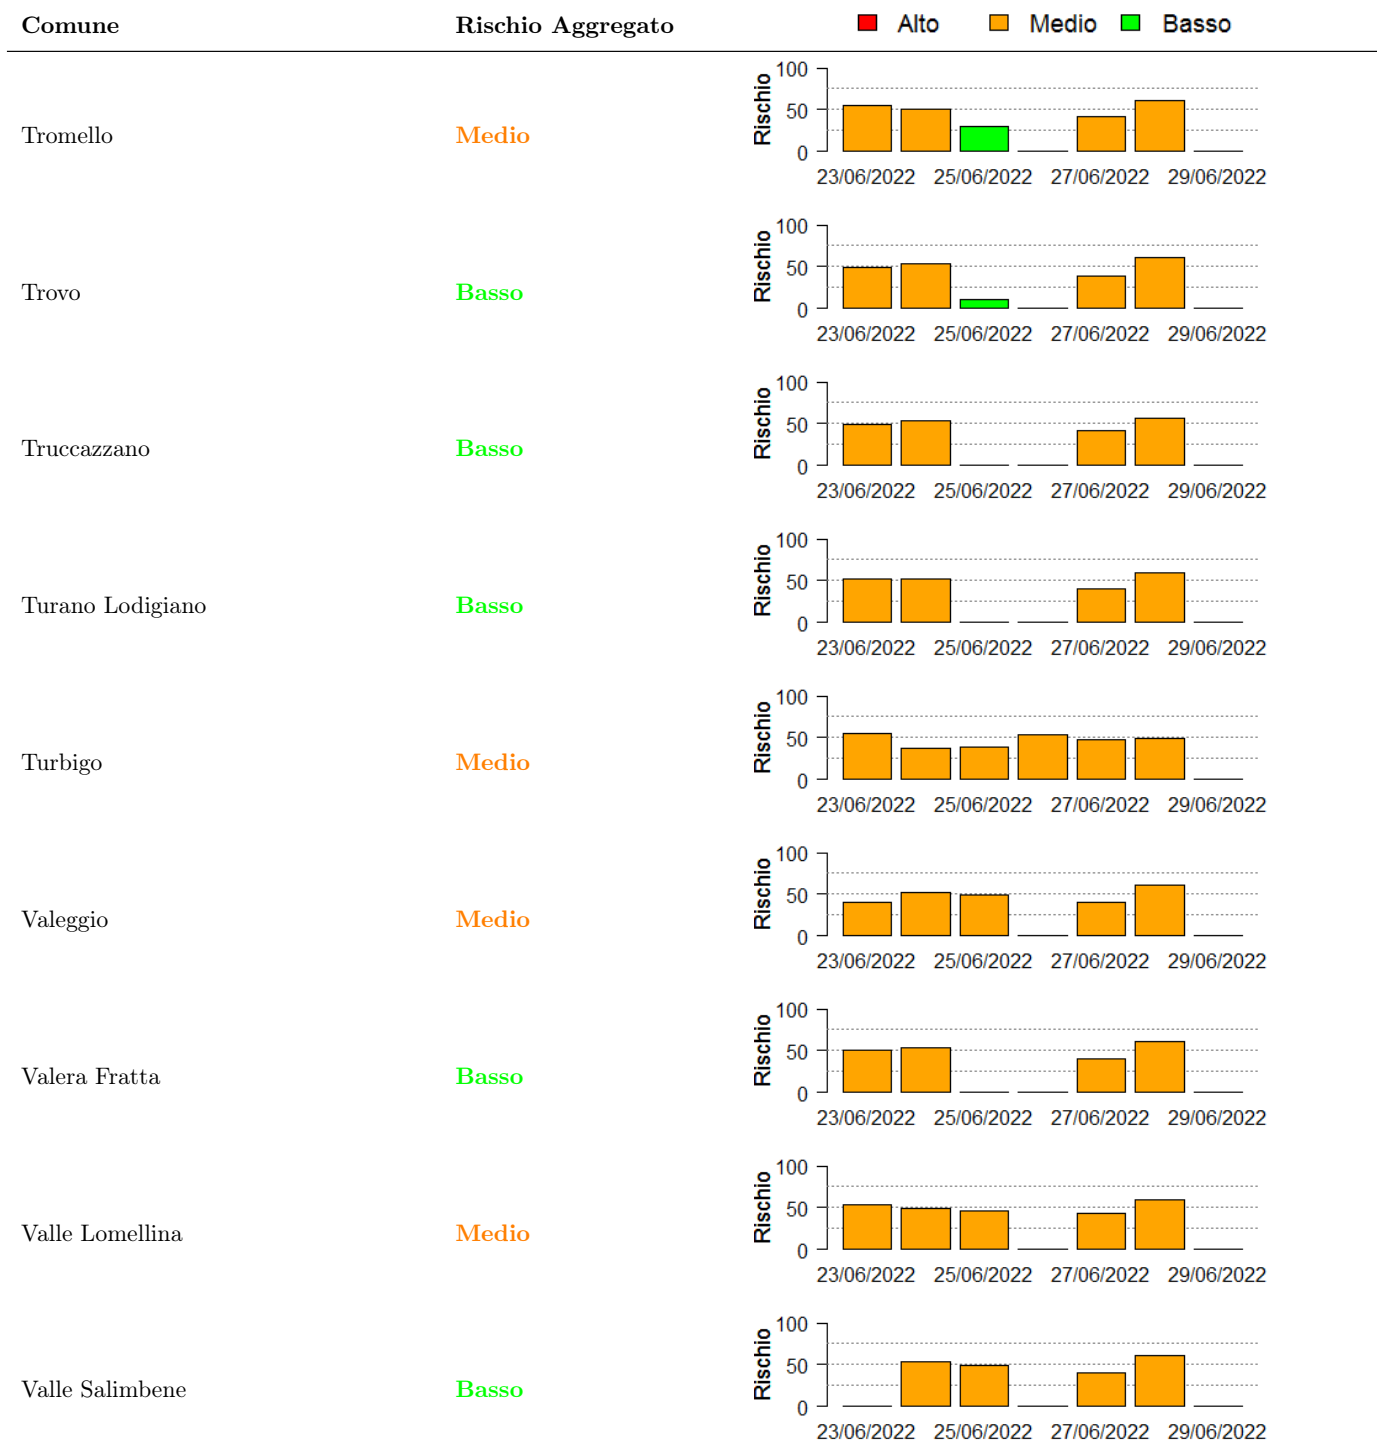 Comune Rischio Aggregato Alto Medio Basso
100
50
0
Rischio
Tromello Medio
23/06/2022 25/06/2022 27/06/2022 29/06/2022
100
50
0
Rischio
Trovo Basso
23/06/2022 25/06/2022 27/06/2022 29/06/2022
100
50
0
Rischio
Truccazzano Basso
23/06/2022 25/06/2022 27/06/2022 29/06/2022
100
50
0
Rischio
Turano Lodigiano Basso
23/06/2022 25/06/2022 27/06/2022 29/06/2022
100
50
0
Rischio
Turbigo Medio
23/06/2022 25/06/2022 27/06/2022 29/06/2022
100
50
0
Rischio
Valeggio Medio
23/06/2022 25/06/2022 27/06/2022 29/06/2022
100
50
0
Rischio
Valera Fratta Basso
23/06/2022 25/06/2022 27/06/2022 29/06/2022
100
50
0
Rischio
Valle Lomellina Medio
23/06/2022 25/06/2022 27/06/2022 29/06/2022
100
50
0
Rischio
Valle Salimbene Basso
23/06/2022 25/06/2022 27/06/2022 29/06/2022